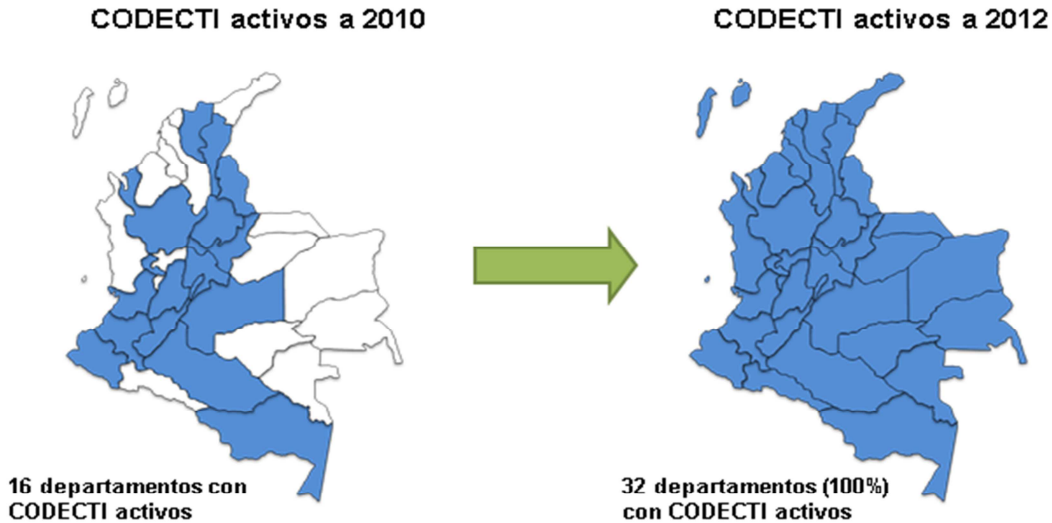 CODECTI activos a 2010
CODECTI activos a 2012
16 departamentos con
CODECTI activos
32 departamentos (100%)
con CODECTI activos